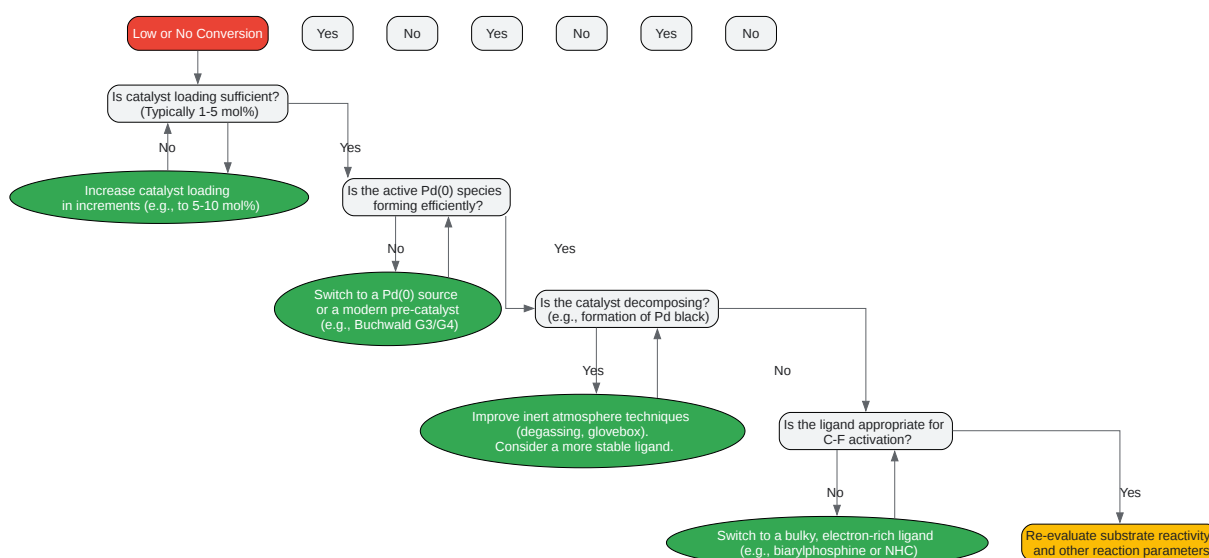 Low or No Conversion
Yes
No
Yes
No
Yes
No
Is catalyst loading sufficient?
(Typically 1-5 mol%)
No
Yes
Increase catalyst loading
in increments (e.g., to 5-10 mol%)
Is the active Pd(0) species
forming efficiently?
No
Yes
Switch to a Pd(0) source
or a modern pre-catalyst
(e.g., Buchwald G3/G4)
Is the catalyst decomposing?
(e.g., formation of Pd black)
Yes
No
Improve inert atmosphere techniques
(degassing, glovebox).
Consider a more stable ligand.
Is the ligand appropriate for
C-F activation?
No
Yes
Switch to a bulky, electron-rich ligand
(e.g., biarylphosphine or NHC)
Re-evaluate substrate reactivity
and other reaction parameters